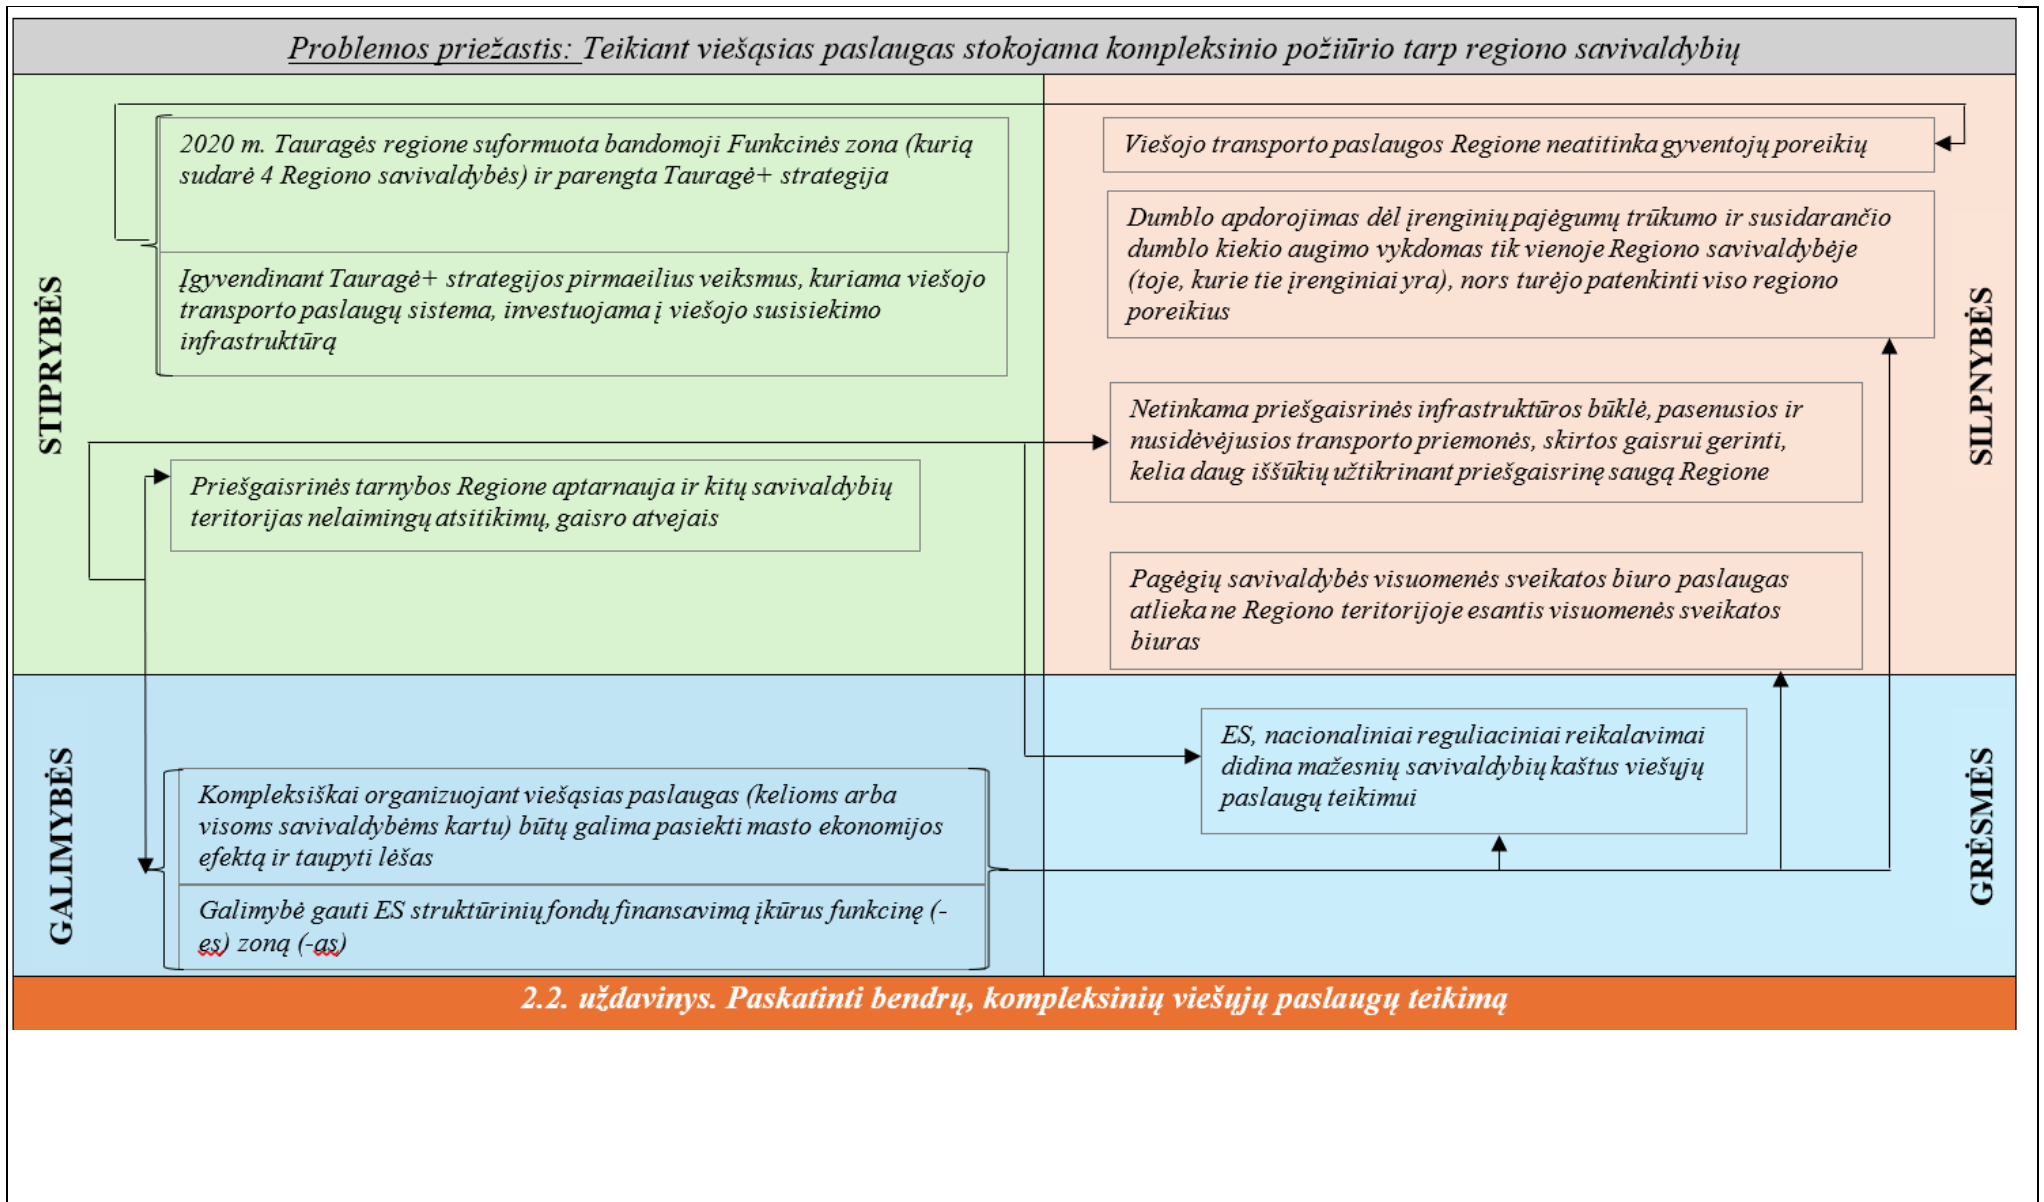 Problemos priežastis: Teikiant viešąsias paslaugas stokojama kompleksinio požiūrio tarp regiono savivaldybių
STIPRYBĖS
2020 m. Tauragės regione suformuota bandomoji Funkcinės zona (kurią
sudarė 4 Regiono savivaldybės) ir parengta Tauragė+ strategija
Įgyvendinant Tauragė+ strategijos pirmaeilius veiksmus, kuriama viešojo
transporto paslaugų sistema, investuojama į viešojo susisiekimo
infrastruktūrą
Priešgaisrinės tarnybos Regione aptarnauja ir kitų savivaldybių
teritorijas nelaimingų atsitikimų, gaisro atvejais
SILPNYBĖS
Viešojo transporto paslaugos Regione neatitinka gyventojų poreikių
Dumblo apdorojimas dėl įrenginių pajėgumų trūkumo ir susidarančio
dumblo kiekio augimo vykdomas tik vienoje Regiono savivaldybėje
(toje, kurie tie įrenginiai yra), nors turėjo patenkinti viso regiono
poreikius
Netinkama priešgaisrinės infrastruktūros būklė, pasenusios ir
nusidėvėjusios transporto priemonės, skirtos gaisrui gerinti,
kelia daug iššūkių užtikrinant priešgaisrinę saugą Regione
Pagėgių savivaldybės visuomenės sveikatos biuro paslaugas
atlieka ne Regiono teritorijoje esantis visuomenės sveikatos
biuras
GALIMYBĖS
Kompleksiškai organizuojant viešąsias paslaugas (kelioms arba
visoms savivaldybėms kartu) būtų galima pasiekti masto ekonomijos
efektą ir taupyti lėšas
Galimybė gauti ES struktūrinių fondų finansavimą įkūrus funkcinę (-
es) zoną (-as)
GRĖSMĖS
ES, nacionaliniai reguliaciniai reikalavimai
didina mažesnių savivaldybių kaštus viešųjų
paslaugų teikimui
2.2. uždavinys. Paskatinti bendrų, kompleksinių viešųjų paslaugų teikimą